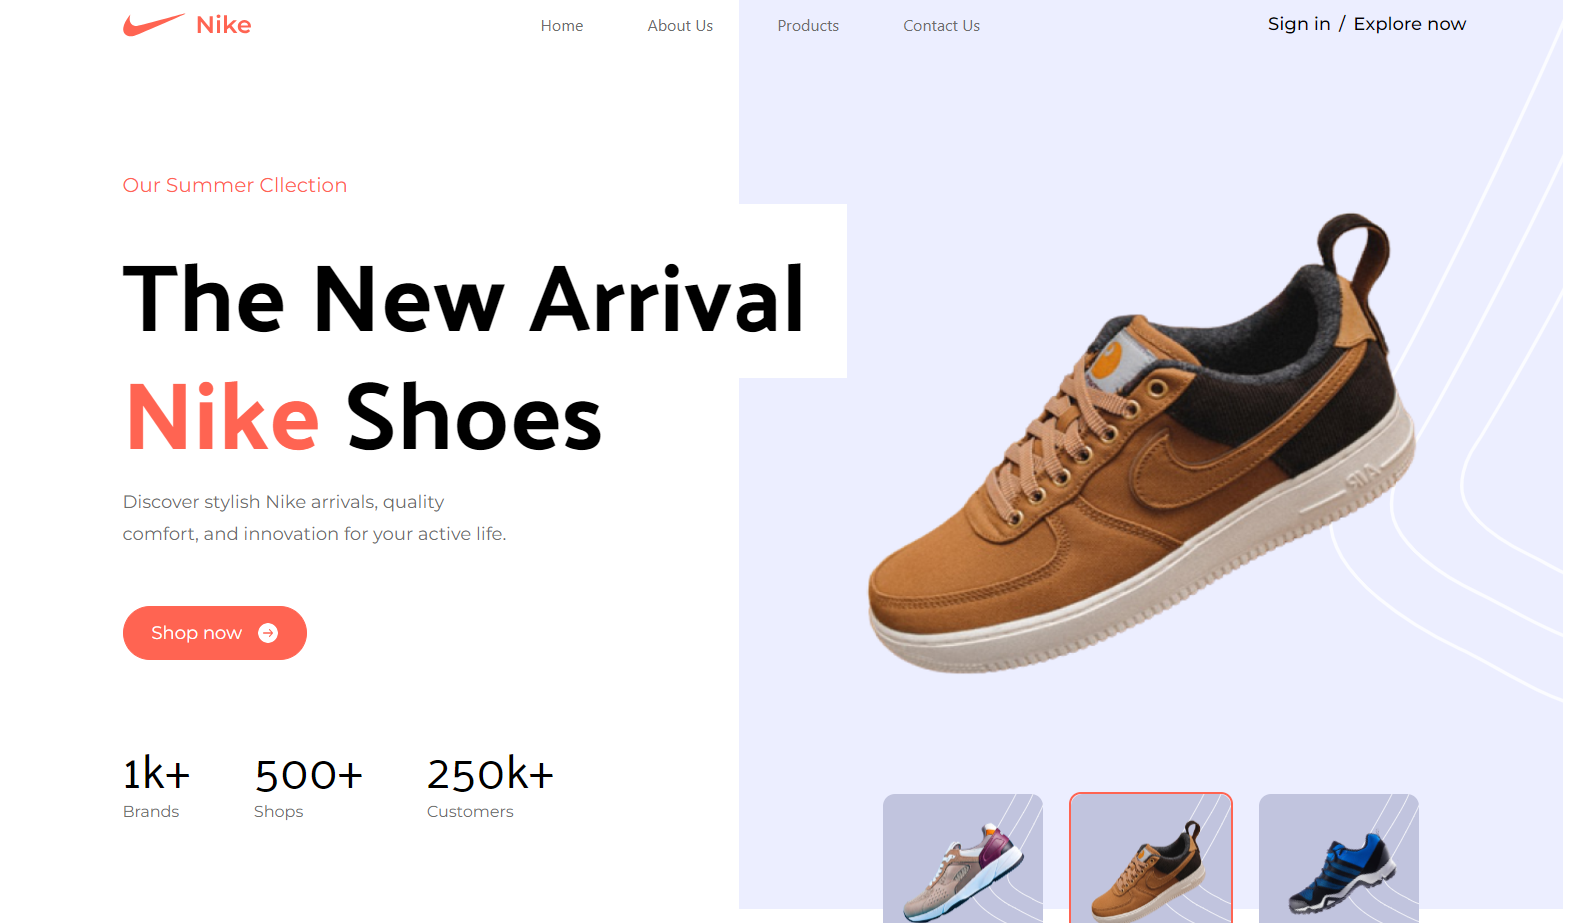 Nike
Home
About Us
Products
Contact Us
Sign in / Explore now
Our Summer Cllection
The New Arrival
Nike Shoes
Discover stylish Nike arrivals, quality
comfort, and innovation for your active life.
Shop now
1k+
Brands
500+
Shops
250k+
Customers